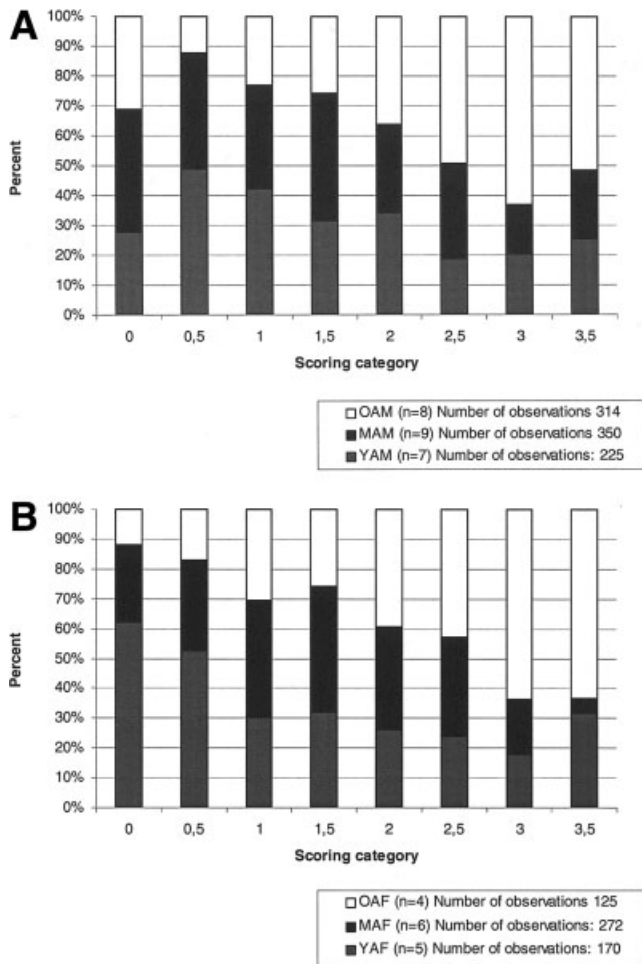 A
100%
90%
80%
70%
60%
50%
40%
30%
20%
10%
0%
Percent
0 0,5 1 1,5 2 2,5 3 3,5
Scoring category
OAM (n=8) Number of observations 314
MAM (n=9) Number of observations 350
YAM (n=7) Number of observations: 225
B
100%
90%
80%
70%
60%
50%
40%
30%
20%
10%
0%
Percent
0 0,5 1 1,5 2 2,5 3 3,5
Scoring category
OAF (n=4) Number of observations 125
MAF (n=6) Number of observations: 272
YAF (n=5) Number of observations: 170